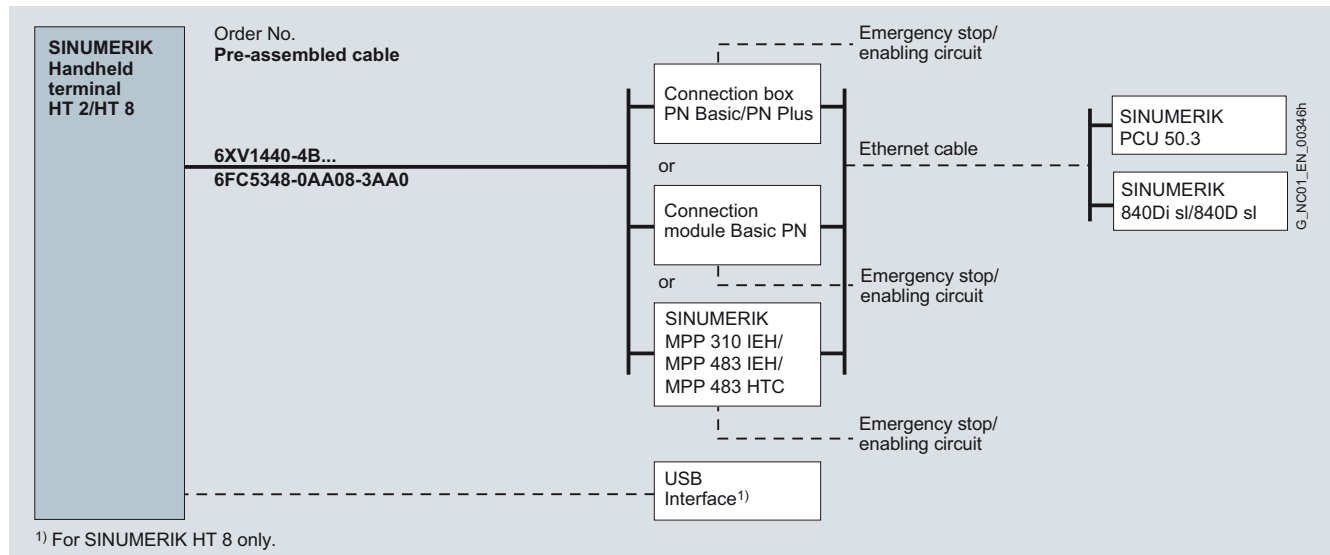 SINUMERIK
Handheld
terminal
HT 2/HT 8
Order No.
Pre-assembled cable
6XV1440-4B...
6FC5348-0AA08-3AA0
Emergency stop/
enabling circuit
Connection box
PN Basic/PN Plus
or
Connection
module Basic PN
Emergency stop/
enabling circuit
or
SINUMERIK
MPP 310 IEH/
MPP 483 IEH/
MPP 483 HTC
Emergency stop/
enabling circuit
USB
Interface1)
Ethernet cable
SINUMERIK
PCU 50.3
SINUMERIK
840Di sl/840D sl
G_NC01_EN_00346h
1) For SINUMERIK HT 8 only.